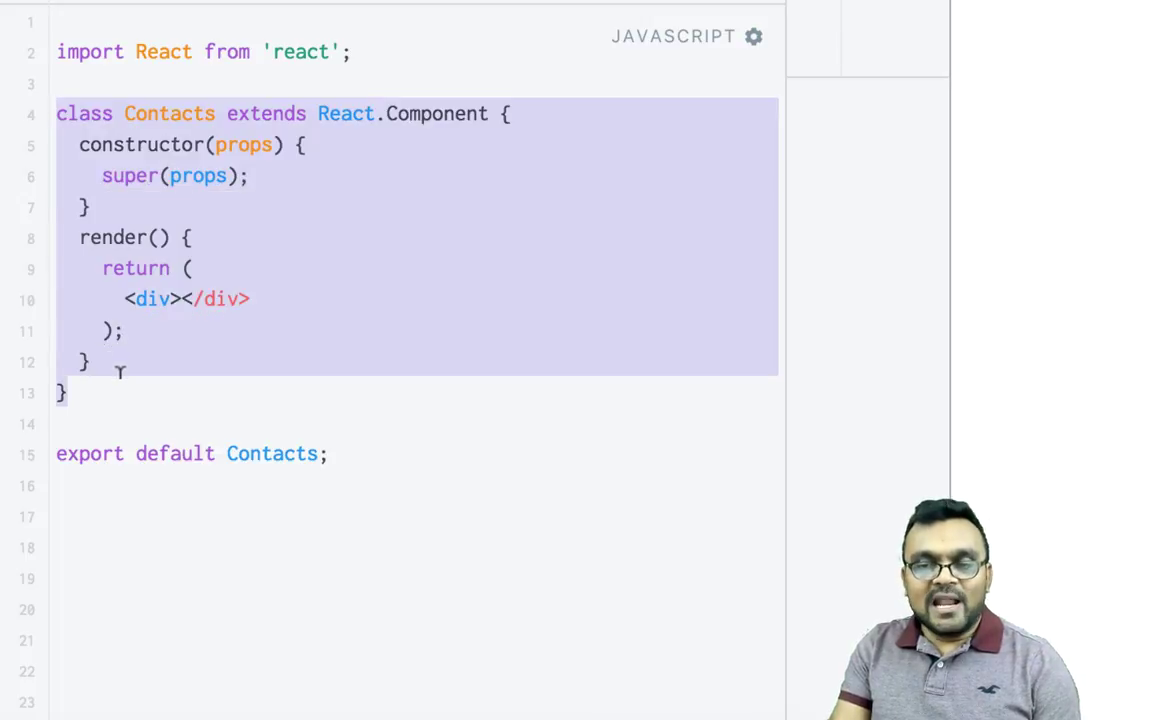 JAVASCRIPT
1
2 import React from 'react';
3
4 class Contacts extends React.Component {
5 constructor(props) {
6 super(props);
7 }
8 render() {
9 return (
10 <div></div>
11 );
12 }
13 }
14
15 export default Contacts;
16
17
18
19
20
21
22
23